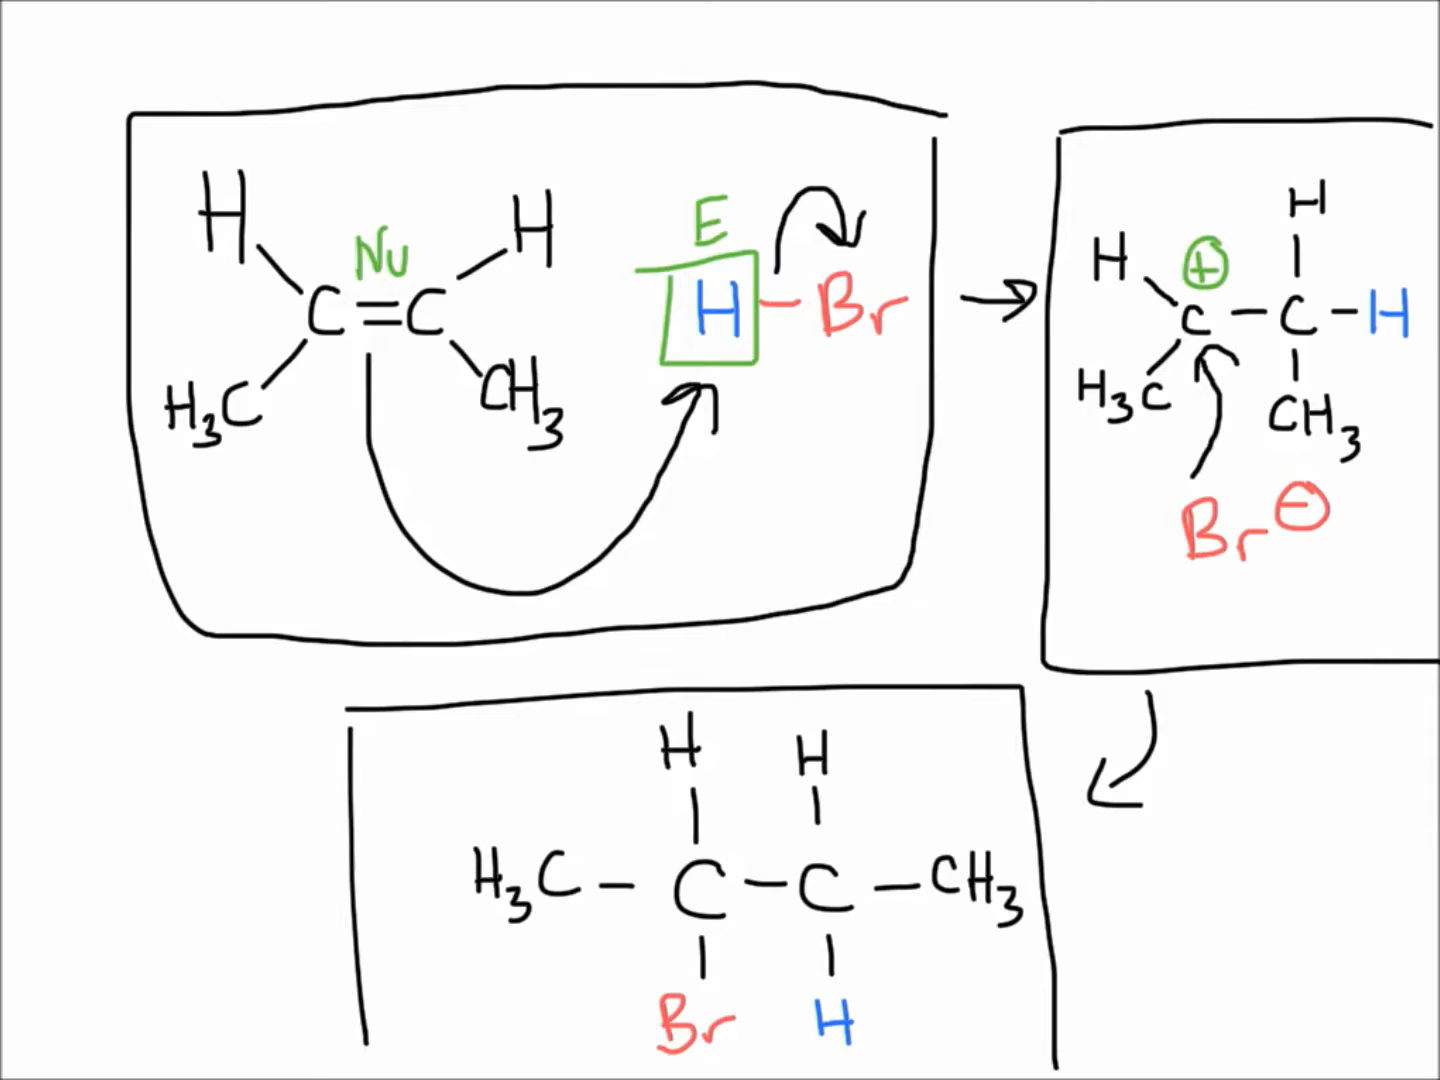 H Nu H E
C=C H-Br
H3C CH3
H
H ⊕
C-C-H
H3C CH3
Br ⊖
H H
H3C-C-C-CH3
Br H